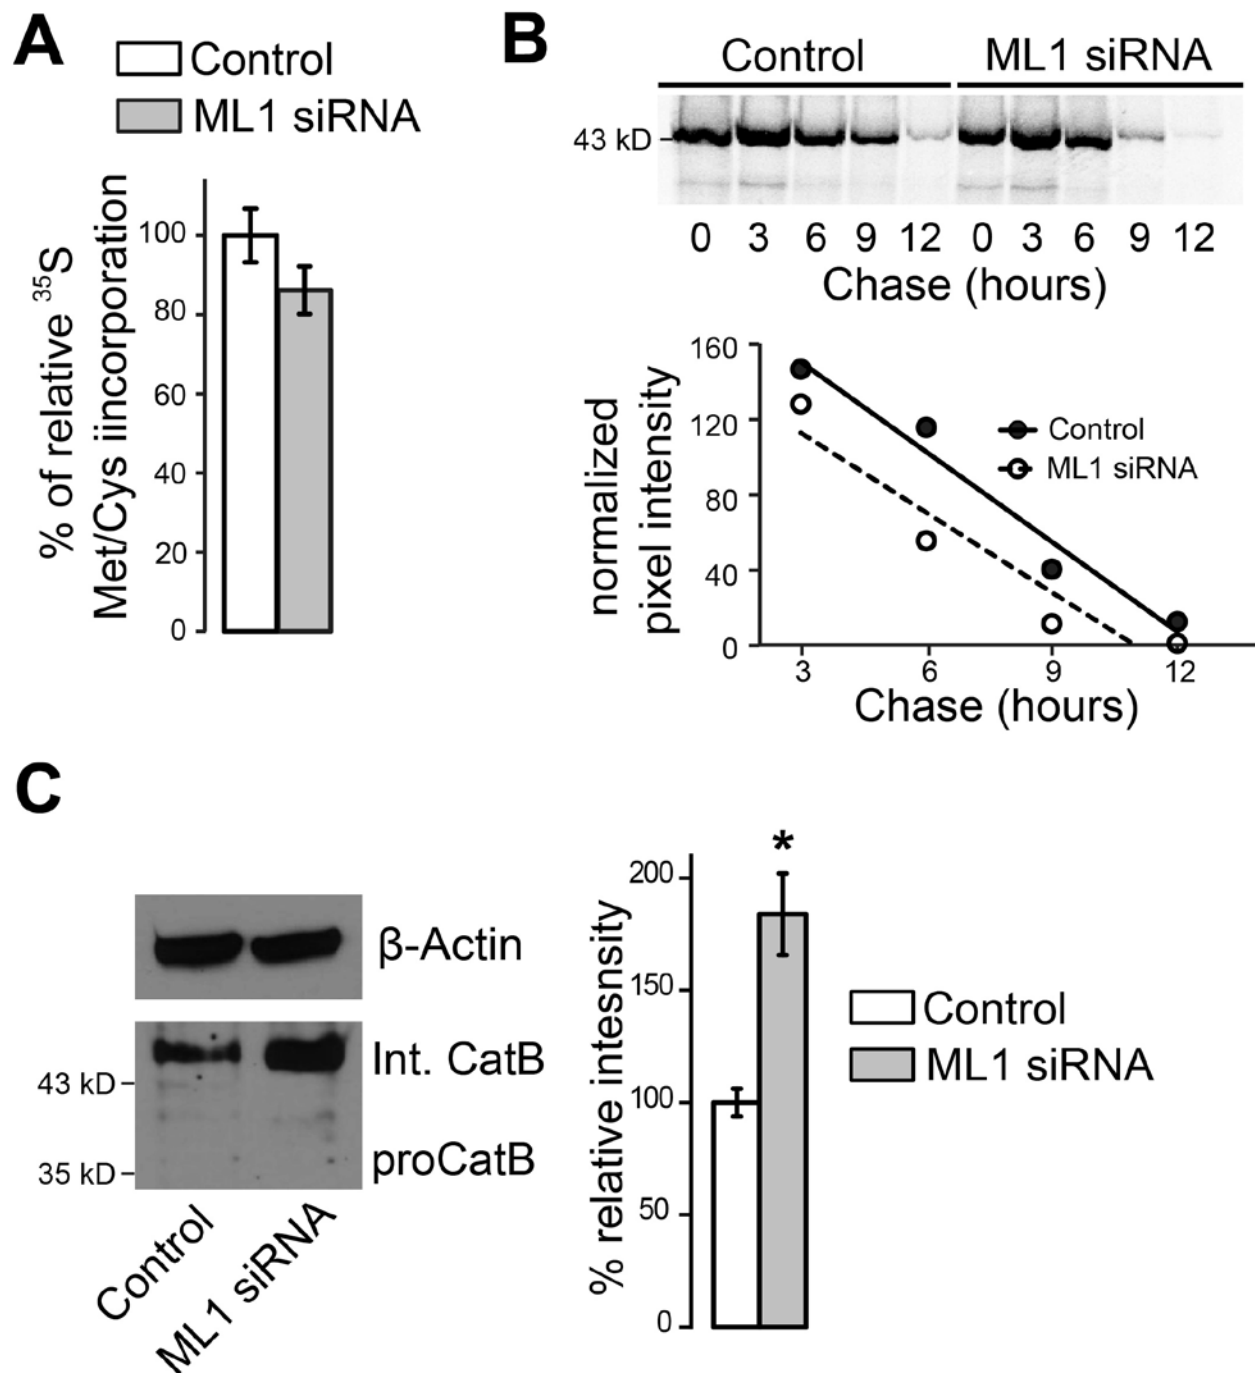 A
Control
ML1 siRNA
% of relative ³⁵S
Met/Cys iincorporation
100
80
60
40
20
0
B
Control ML1 siRNA
43 kD
0 3 6 9 12 0 3 6 9 12
Chase (hours)
normalized
pixel intensity
160
120
80
40
0
Control
ML1 siRNA
3 6 9 12
Chase (hours)
C
β-Actin
Int. CatB
43 kD
proCatB
35 kD
Control
ML1 siRNA
% relative intesnsity
200
150
100
50
0
*
Control
ML1 siRNA